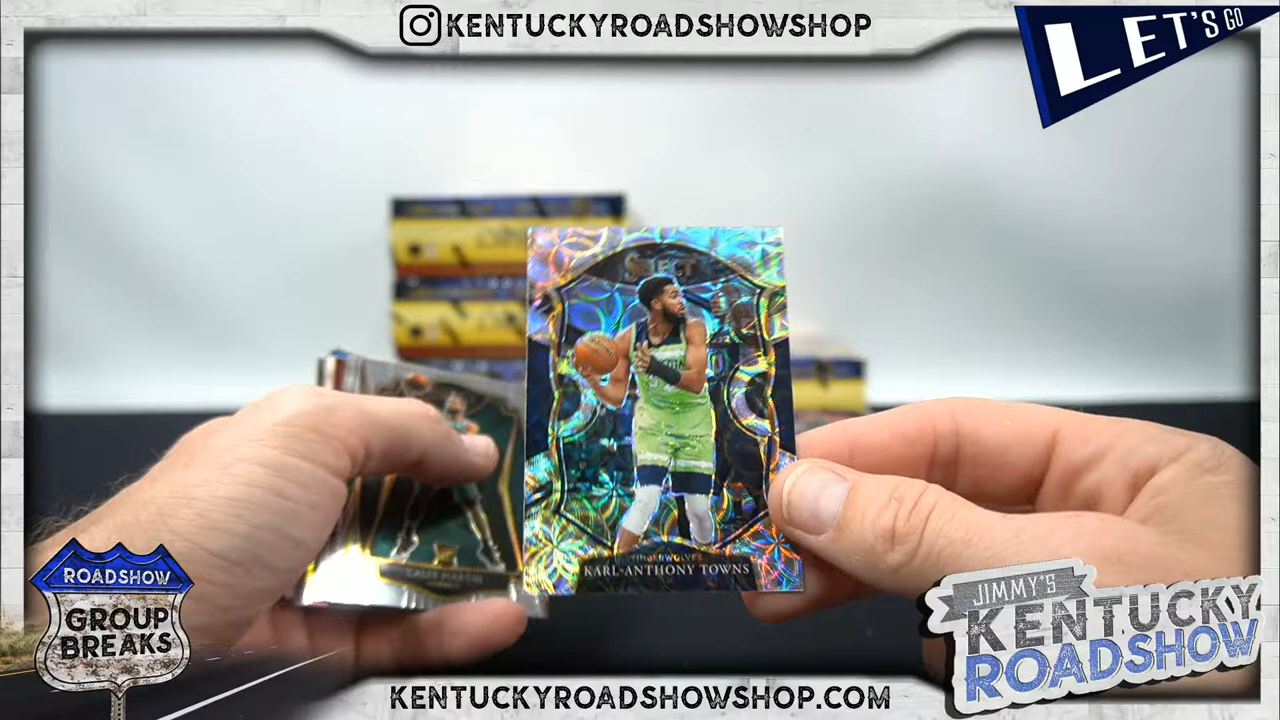 KENTUCKYROADSHOWSHOP
LET'S GO
SELECT
TIMBERWOLVES
KARL-ANTHONY TOWNS
ROADSHOW
GROUP
BREAKS
JIMMY'S
KENTUCKY
ROADSHOW
KENTUCKYROADSHOWSHOP.COM